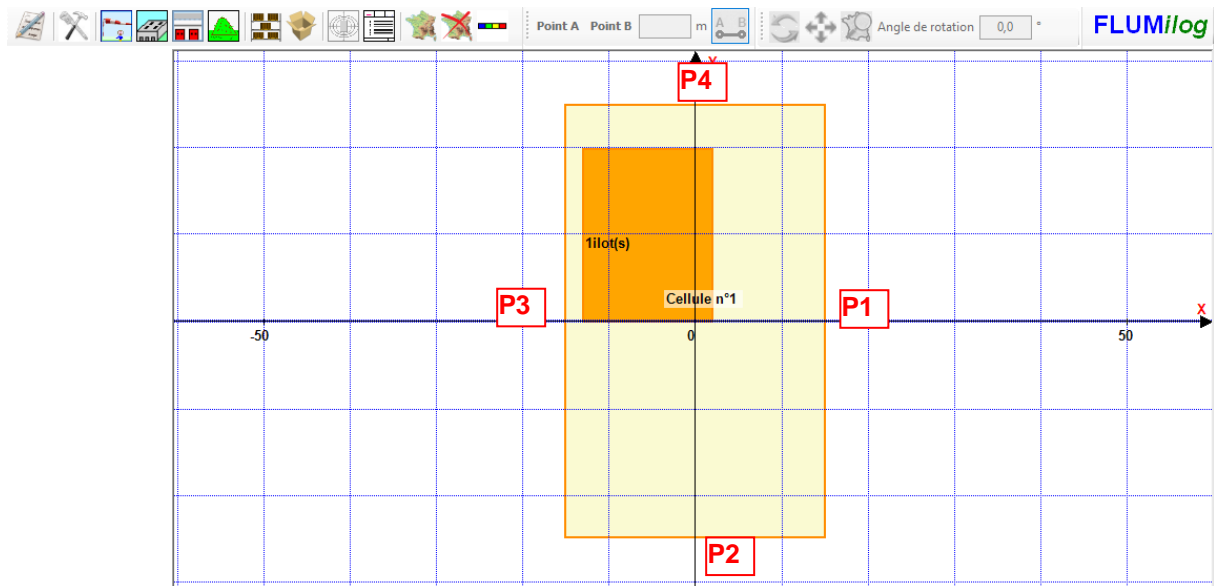 Point A Point B m A B Angle de rotation 0,0 ° FLUMilog
Y
P4
1ilot(s)
Cellule n°1
P3
P1
X
-50
0
50
P2